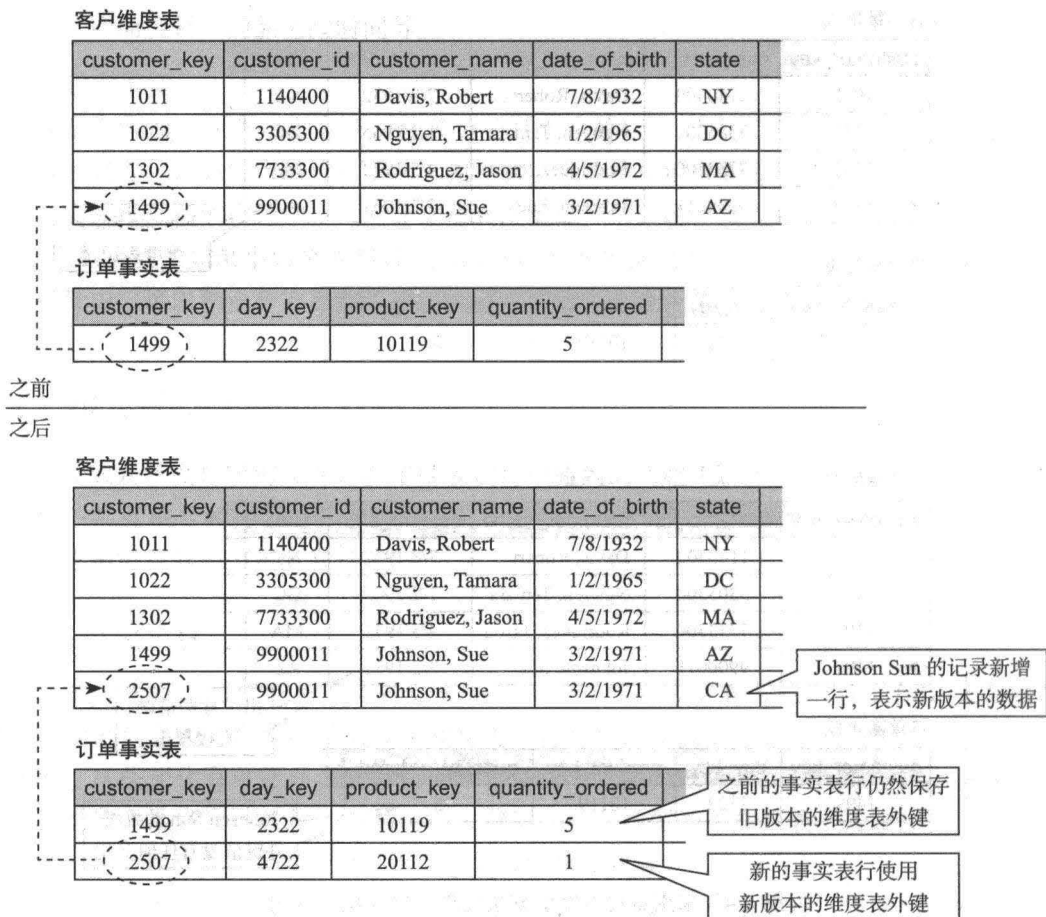 客户维度表
customer_key customer_id customer_name date_of_birth state
1011 1140400 Davis, Robert 7/8/1932 NY
1022 3305300 Nguyen, Tamara 1/2/1965 DC
1302 7733300 Rodriguez, Jason 4/5/1972 MA
1499 9900011 Johnson, Sue 3/2/1971 AZ
订单事实表
customer_key day_key product_key quantity_ordered
1499 2322 10119 5
之前
之后
客户维度表
customer_key customer_id customer_name date_of_birth state
1011 1140400 Davis, Robert 7/8/1932 NY
1022 3305300 Nguyen, Tamara 1/2/1965 DC
1302 7733300 Rodriguez, Jason 4/5/1972 MA
1499 9900011 Johnson, Sue 3/2/1971 AZ
2507 9900011 Johnson, Sue 3/2/1971 CA
Johnson Sun 的记录新增
一行，表示新版本的数据
订单事实表
customer_key day_key product_key quantity_ordered
1499 2322 10119 5
2507 4722 20112 1
之前的事实表行仍然保存
旧版本的维度表外键
新的事实表行使用
新版本的维度表外键